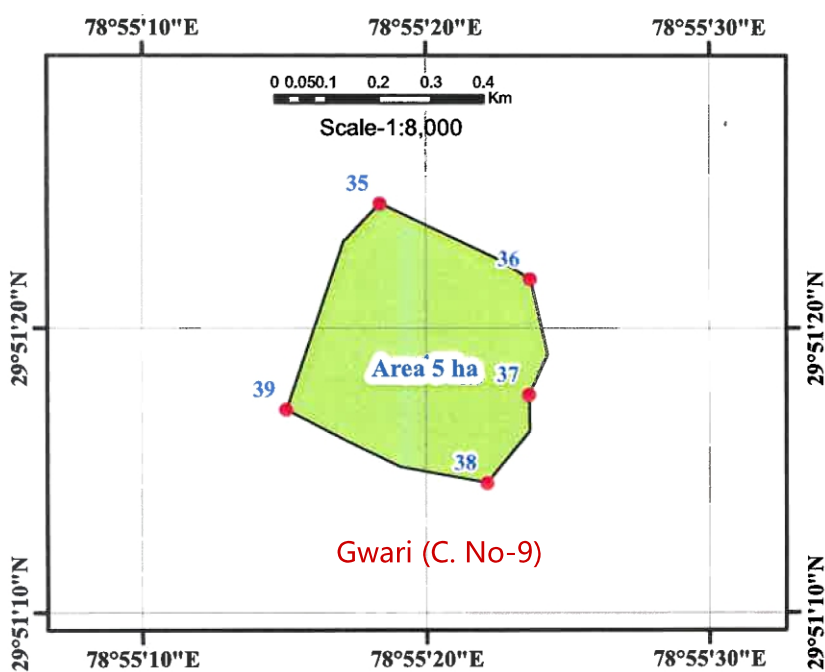 78°55'10"E 78°55'20"E 78°55'30"E
0 0.050.1 0.2 0.3 0.4
Km
Scale-1:8,000
35
36
29°51'20"N 29°51'20"N
Area 5 ha 37
39
38
Gwari (C. No-9)
29°51'10"N 29°51'10"N
78°55'10"E 78°55'20"E 78°55'30"E